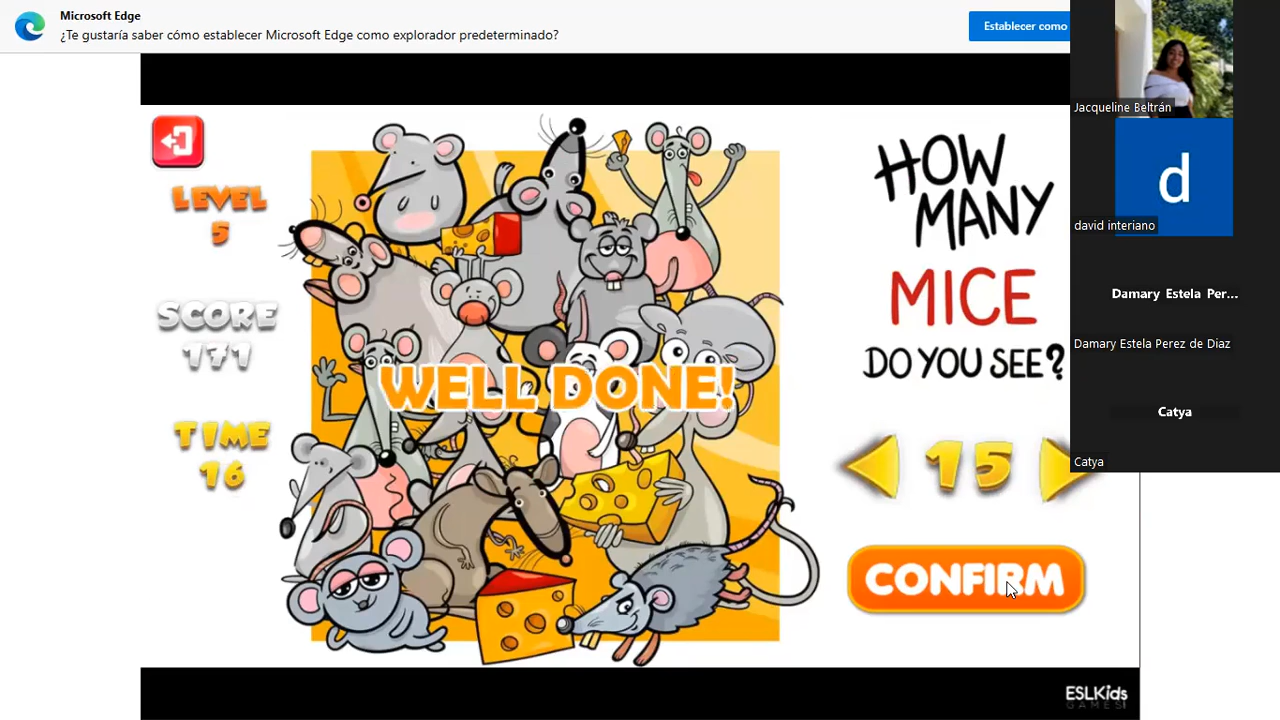 Microsoft Edge
¿Te gustaría saber cómo establecer Microsoft Edge como explorador predeterminado?
Establecer como
LEVEL
5
SCORE
171
TIME
16
WELL DONE!
HOW
MANY
MICE
DO YOU SEE?
15
CONFIRM
ESLKids
GAMES!
Jacqueline Beltrán
d
david interiano
Damary Estela Per...
Damary Estela Perez de Diaz
Catya
Catya